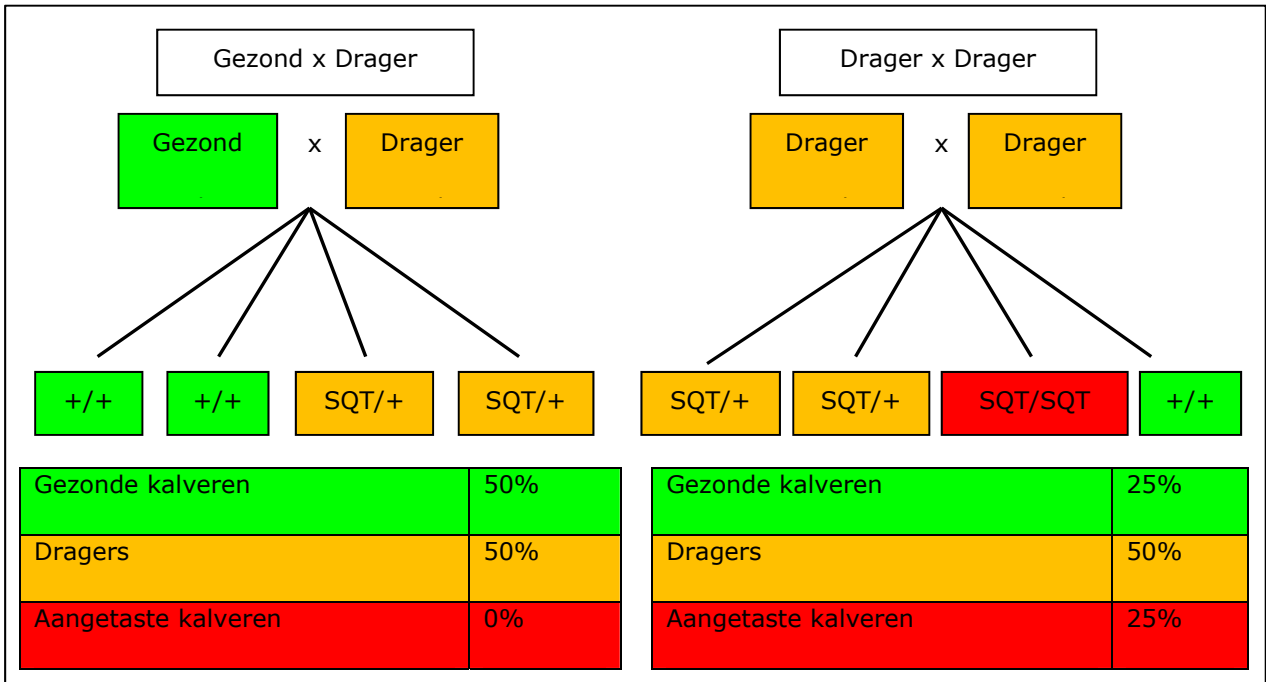 Gezond x Drager
Gezond x Drager
+/+ +/+ SQT/+ SQT/+
Gezonde kalveren 50%
Dragers 50%
Aangetaste kalveren 0%
Drager x Drager
Drager x Drager
SQT/+ SQT/+ SQT/SQT +/+
Gezonde kalveren 25%
Dragers 50%
Aangetaste kalveren 25%